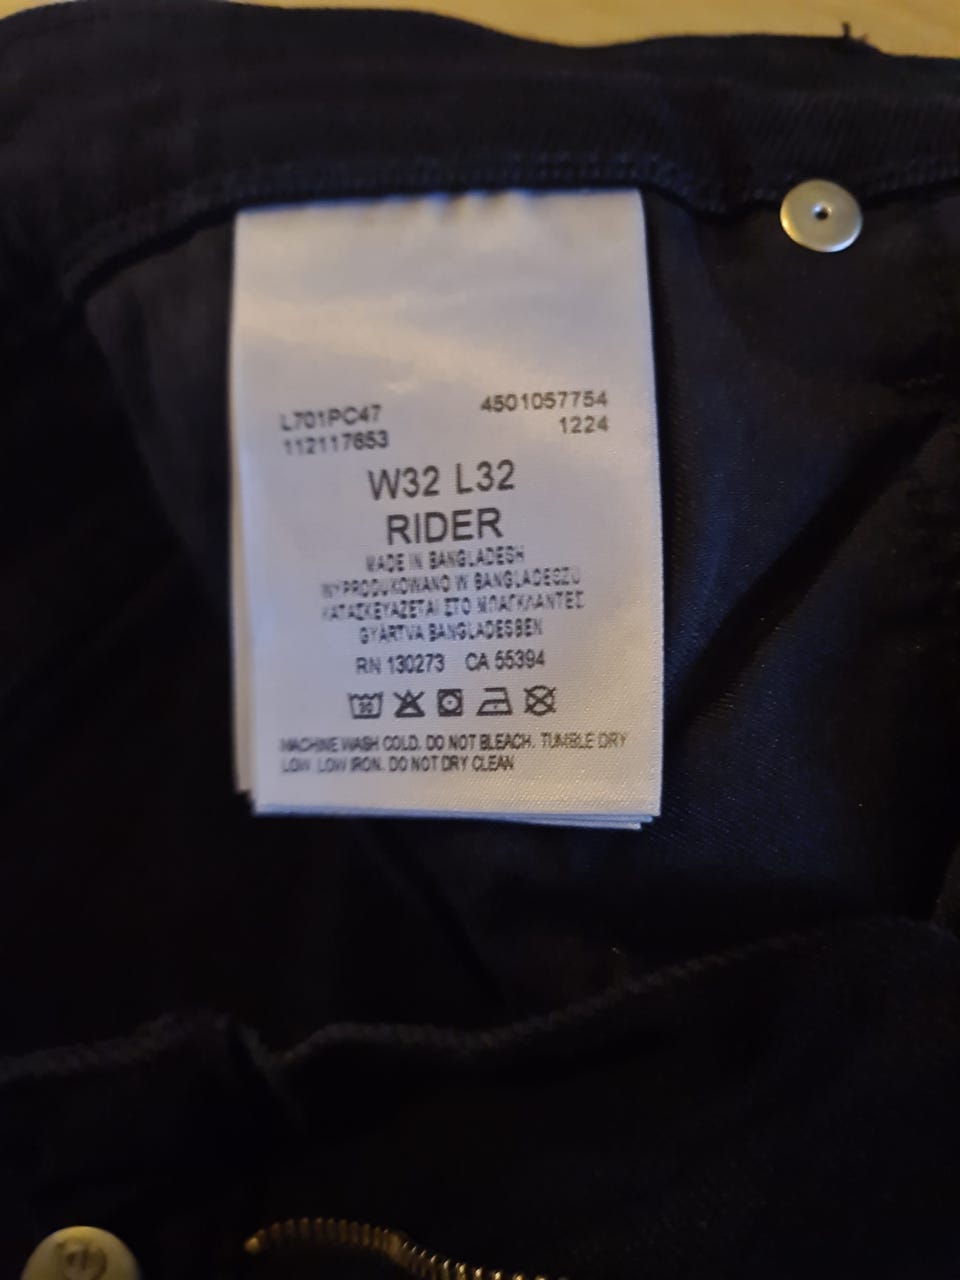 L701PC47 4501057754
112117653 1224
W32 L32
RIDER
MADE IN BANGLADESH
WYPRODUKOWANO W BANGLADESZU
ΚΑΤΑΣΚΕΥΑΖΕΤΑΙ ΣΤΟ ΜΠΑΓΚΛΑΝΤΕΣ
GYÁRTVA BANGLADESBEN
RN 130273 CA 55394
30
MACHINE WASH COLD. DO NOT BLEACH. TUMBLE DRY
LOW. LOW IRON. DO NOT DRY CLEAN